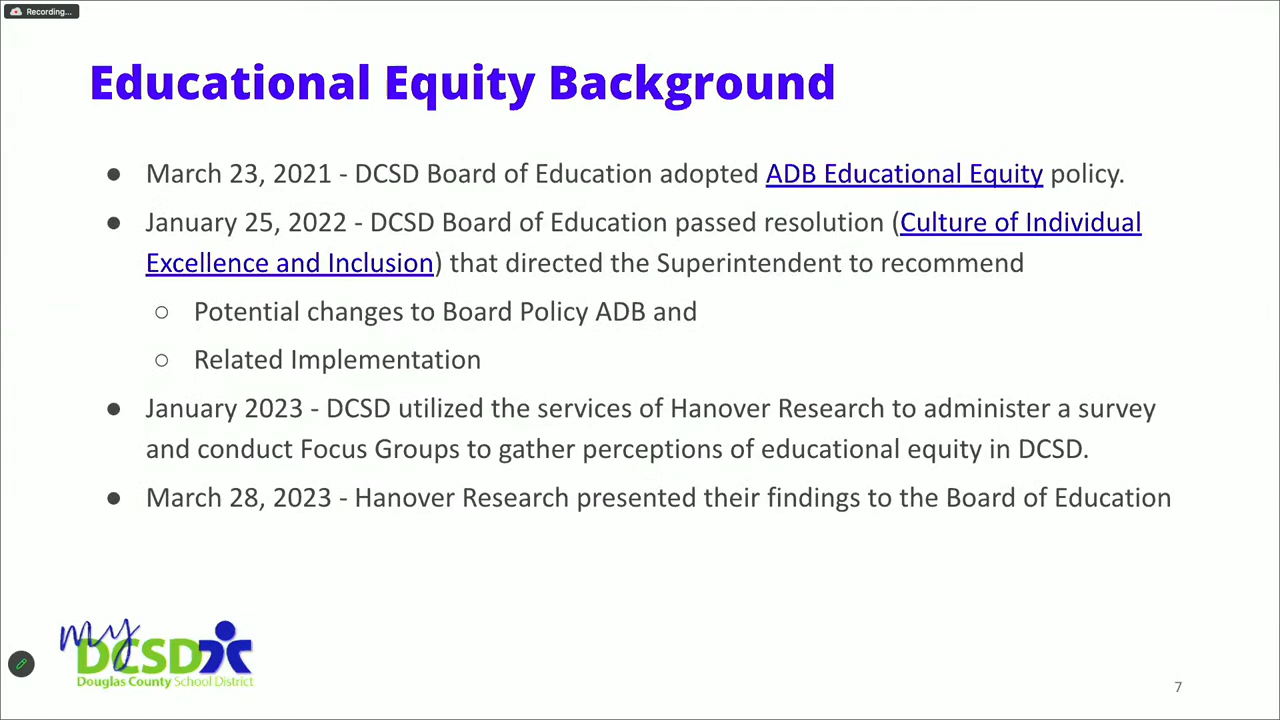 Recording...
Educational Equity Background
● March 23, 2021 - DCSD Board of Education adopted ADB Educational Equity policy.
● January 25, 2022 - DCSD Board of Education passed resolution (Culture of Individual
Excellence and Inclusion) that directed the Superintendent to recommend
○ Potential changes to Board Policy ADB and
○ Related Implementation
● January 2023 - DCSD utilized the services of Hanover Research to administer a survey
and conduct Focus Groups to gather perceptions of educational equity in DCSD.
● March 28, 2023 - Hanover Research presented their findings to the Board of Education
my
DCSD
Douglas County School District
7